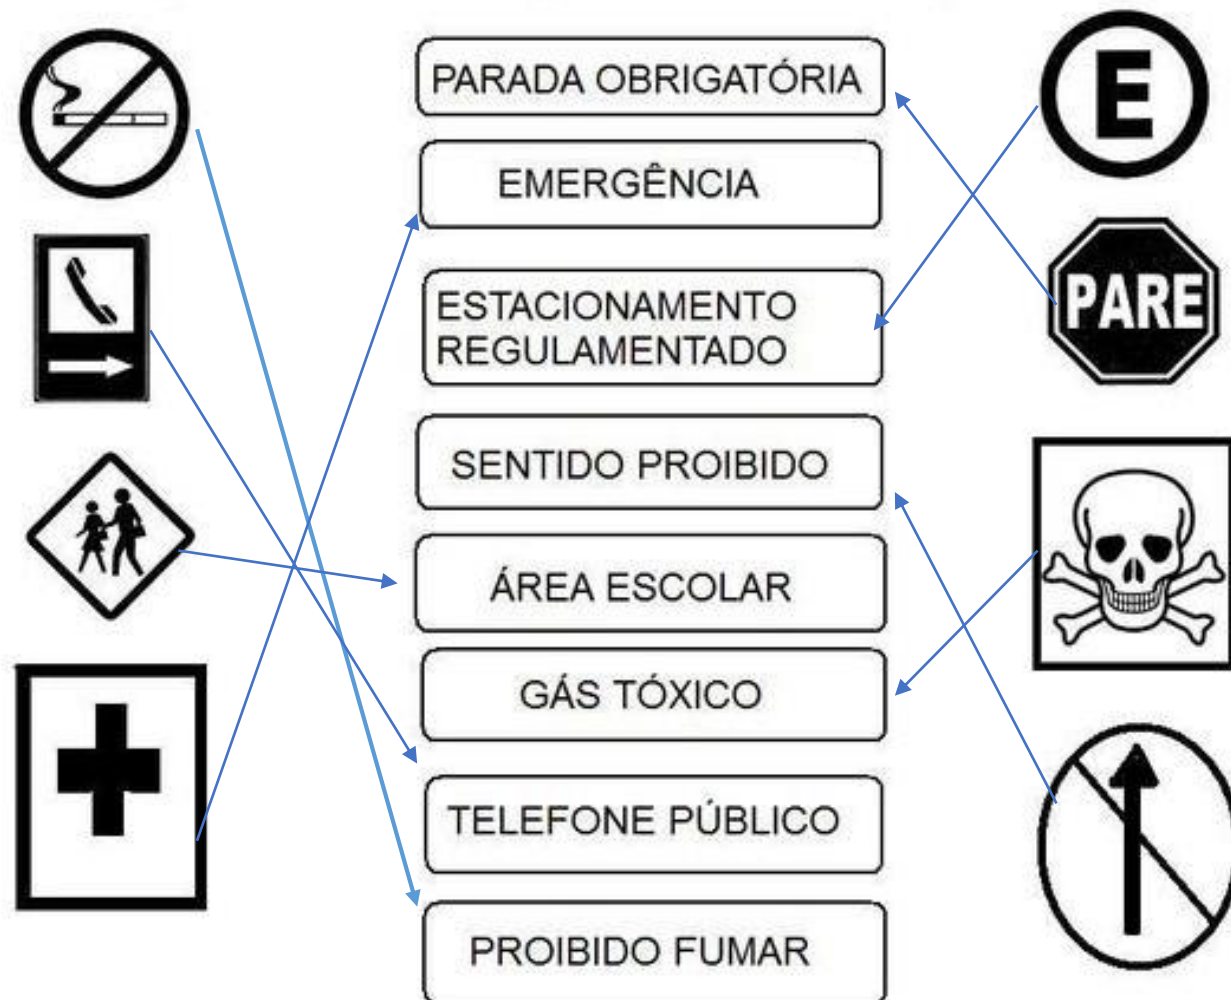 PARADA OBRIGATÓRIA
E
EMERGÊNCIA
PARE
ESTACIONAMENTO
REGULAMENTADO
SENTIDO PROIBIDO
ÁREA ESCOLAR
GÁS TÓXICO
TELEFONE PÚBLICO
PROIBIDO FUMAR